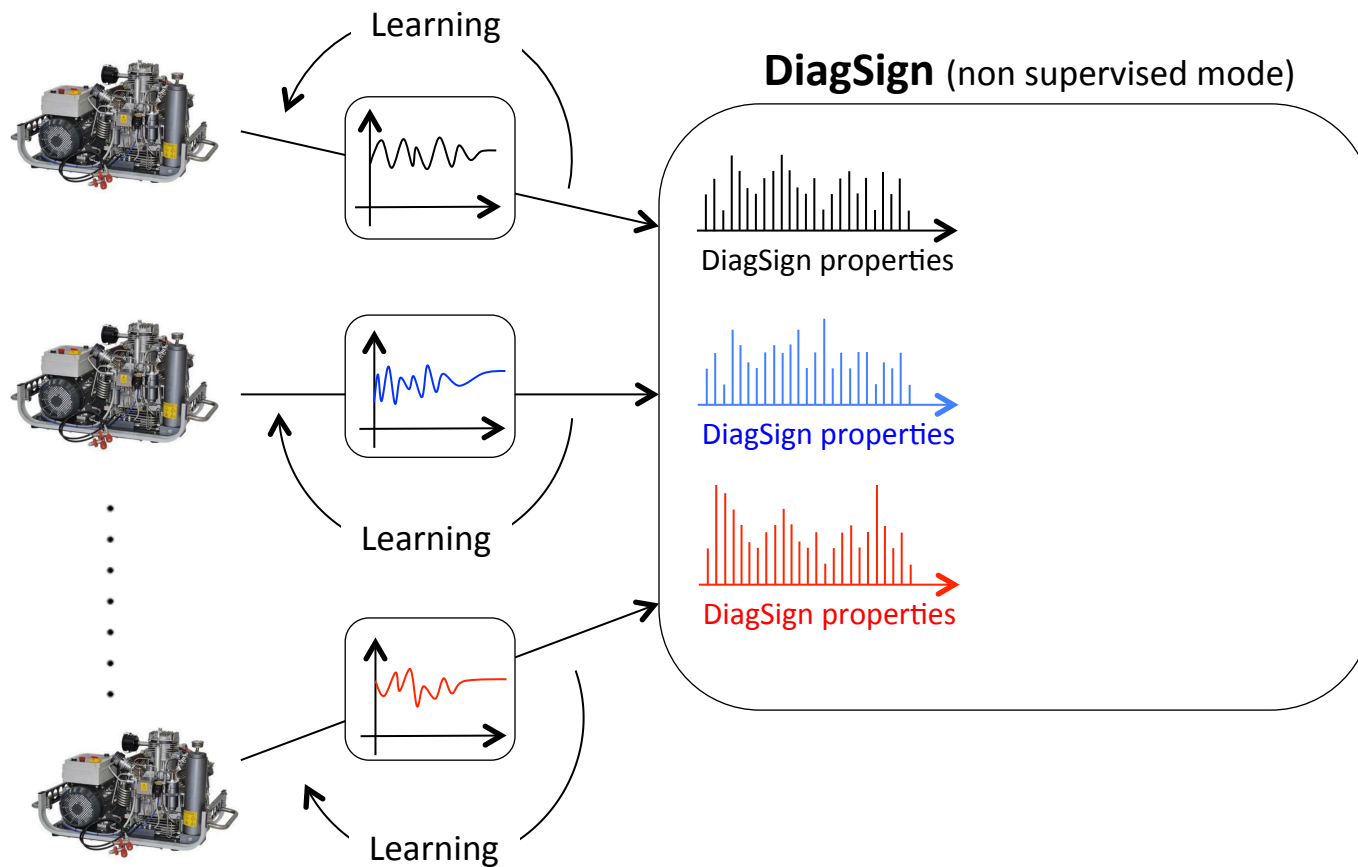 Learning
DiagSign (non supervised mode)
DiagSign properties
DiagSign properties
Learning
DiagSign properties
Learning